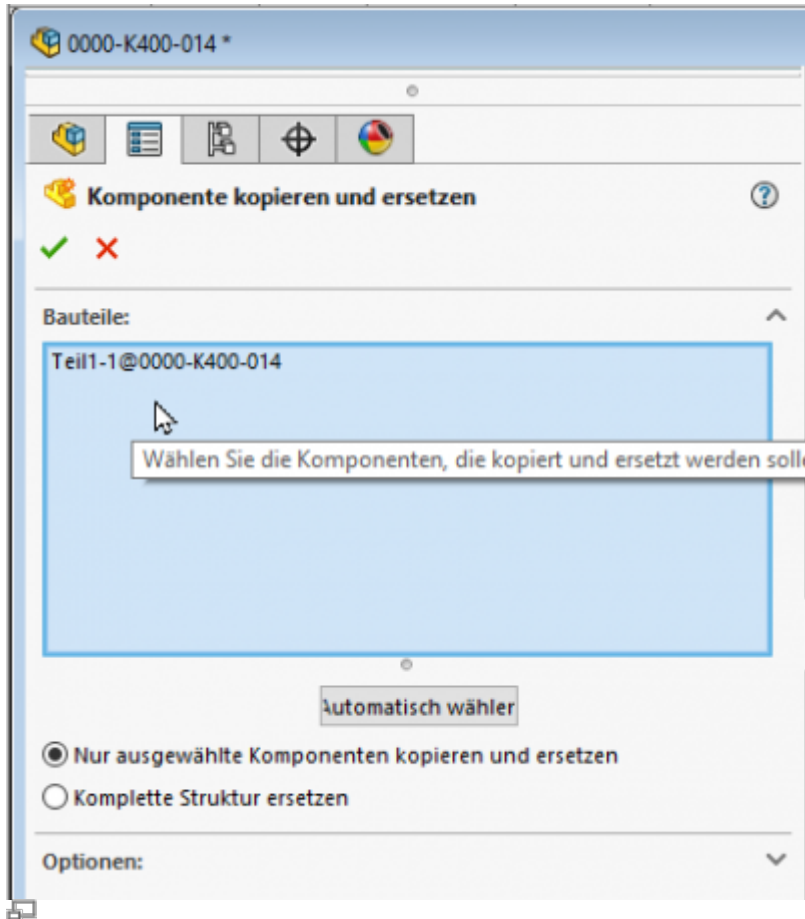 0000-K400-014 *
Komponente kopieren und ersetzen
Bauteile:
Teil1-1@0000-K400-014
Wählen Sie die Komponenten, die kopiert und ersetzt werden solle
Automatisch wähler
Nur ausgewählte Komponenten kopieren und ersetzen
Komplette Struktur ersetzen
Optionen: